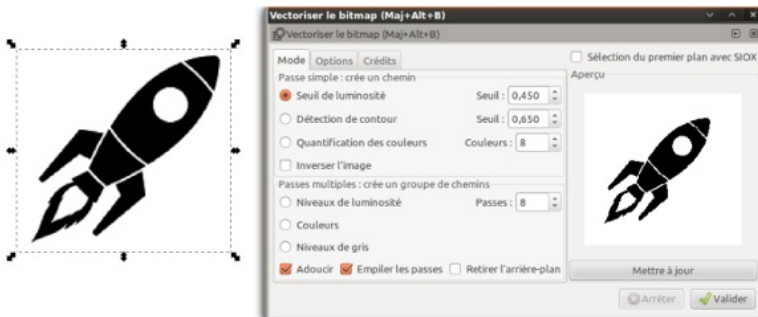 Vectoriser le bitmap (Maj+Alt+B)
Vectoriser le bitmap (Maj+Alt+B)
Mode Options Crédits
Sélection du premier plan avec SIOX
Passe simple : crée un chemin
Aperçu
Seuil de luminosité Seuil : 0,450
Détection de contour Seuil : 0,650
Quantification des couleurs Couleurs : 8
Inverser l'image
Passes multiples : crée un groupe de chemins
Niveaux de luminosité Passes : 8
Couleurs
Niveaux de gris
Adoucir Empiler les passes Retirer l'arrière-plan
Mettre à jour
Arrêter Valider